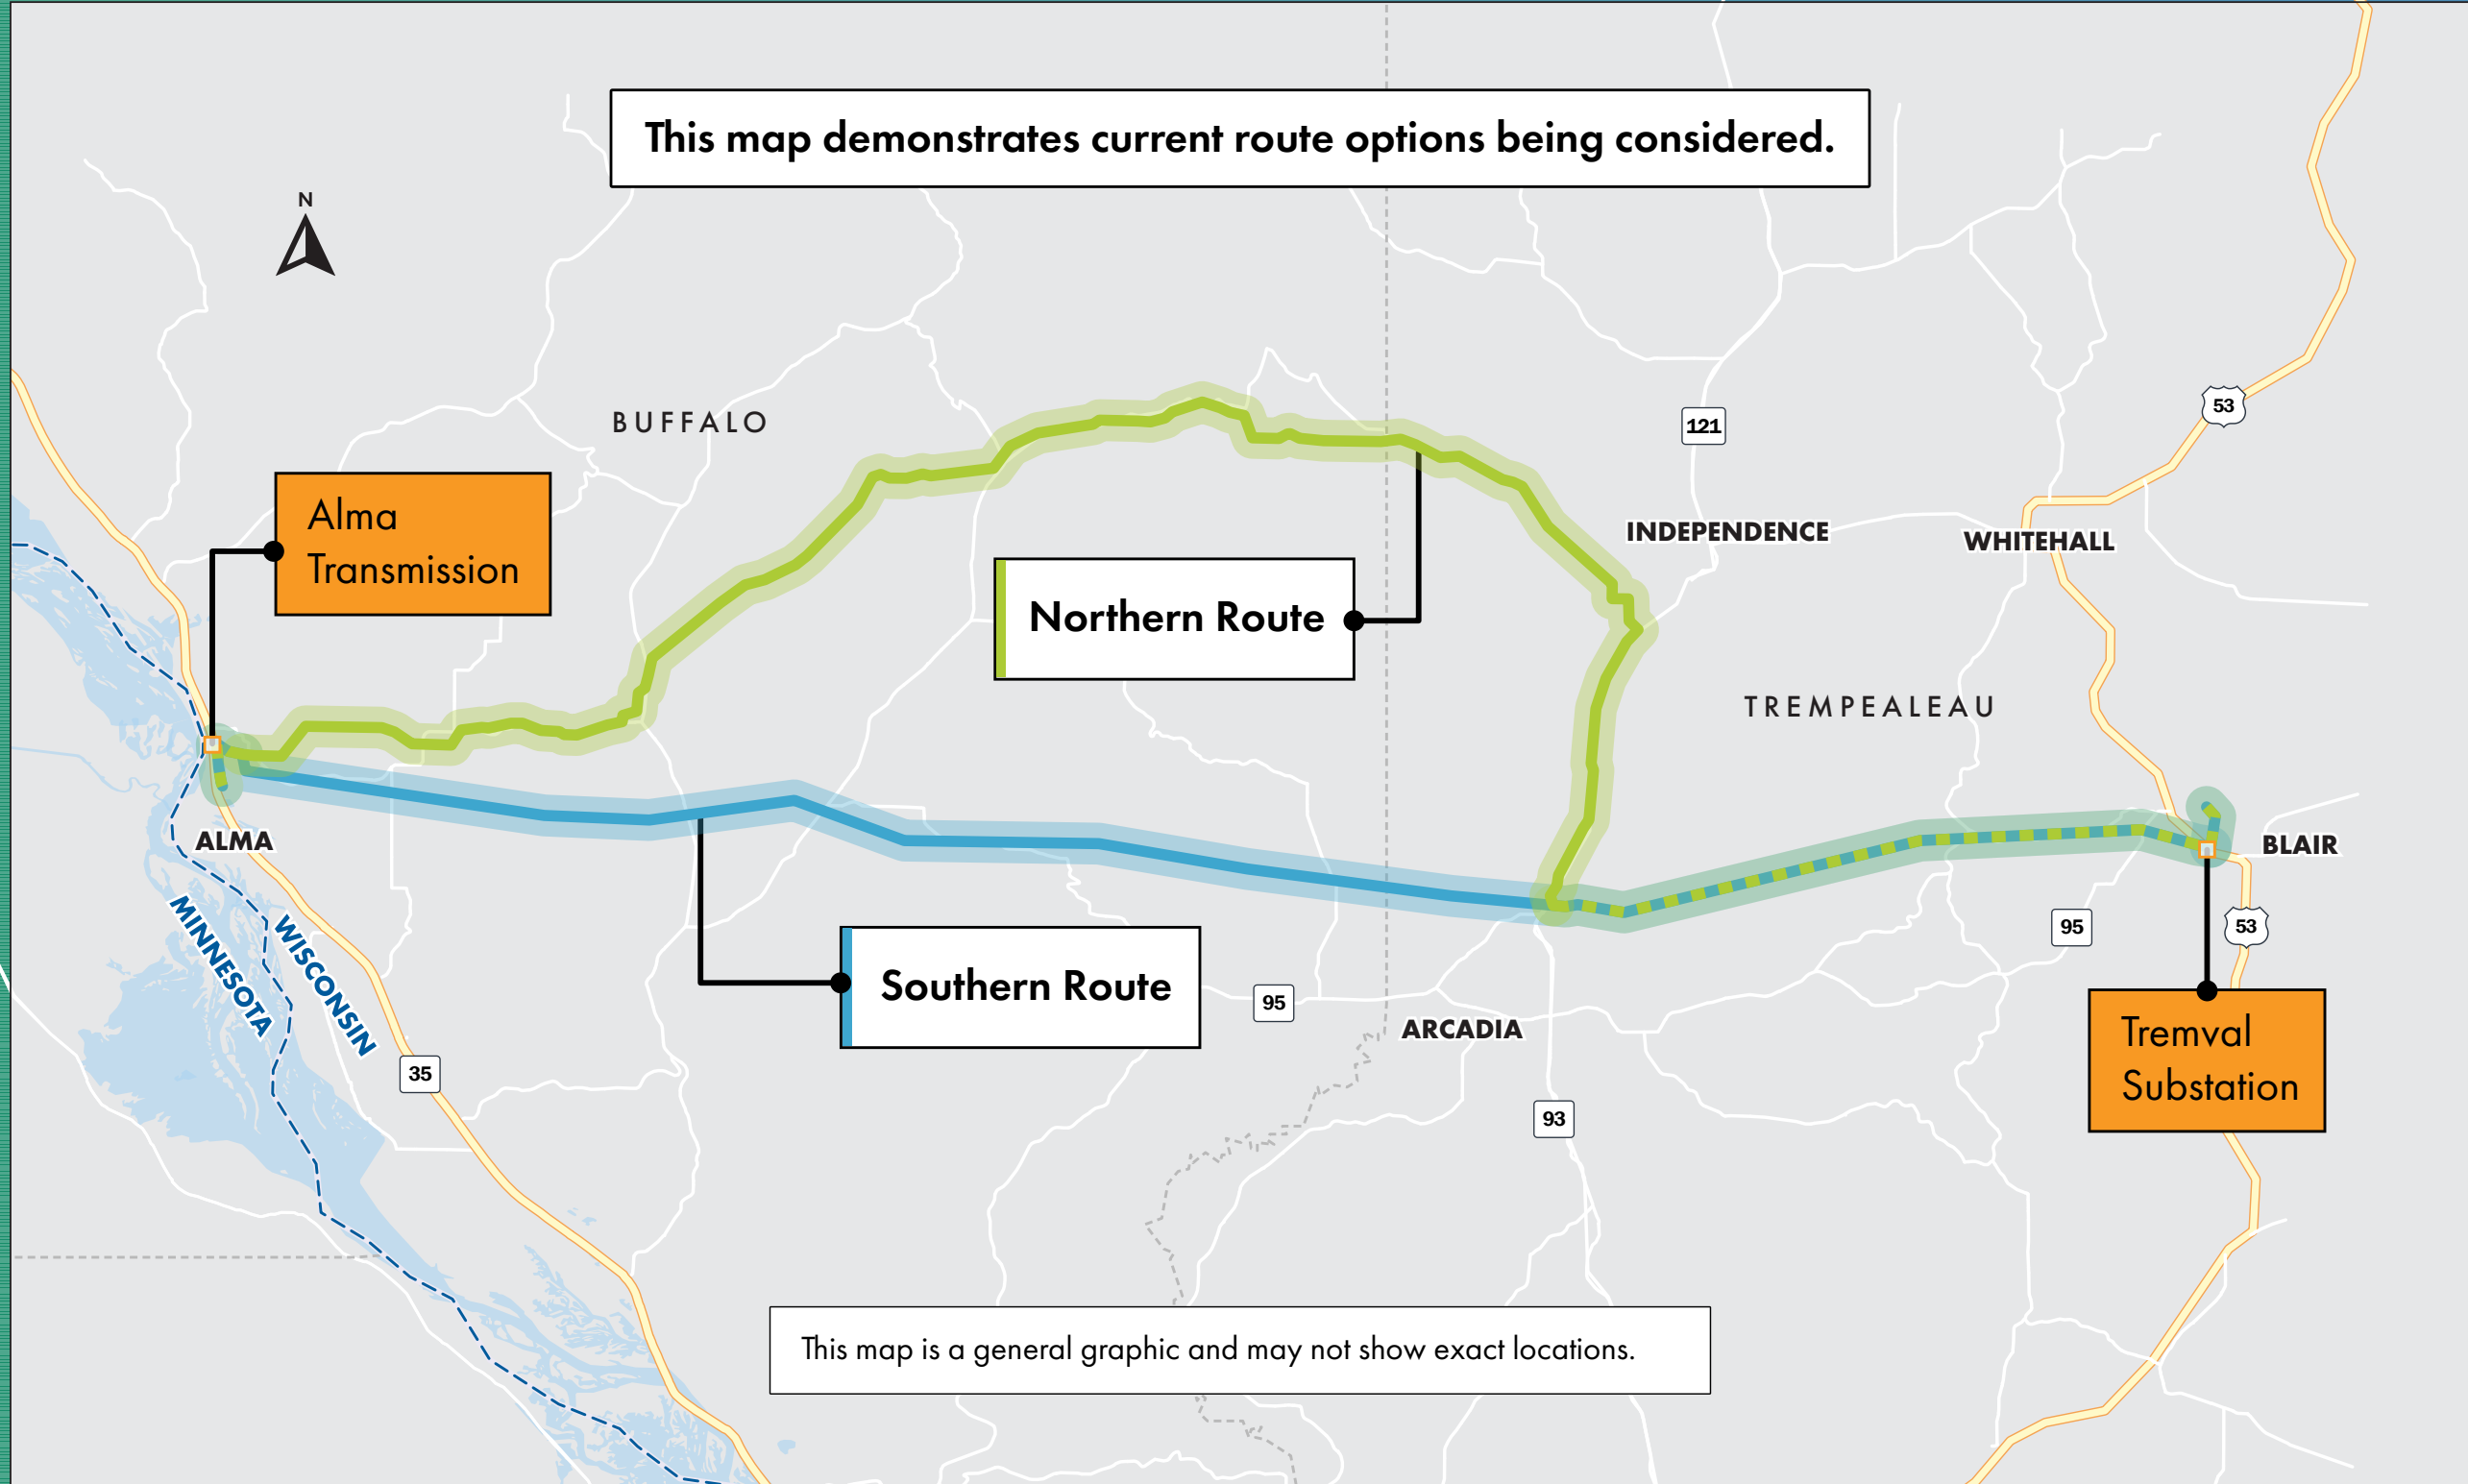 This map demonstrates current route options being considered.
N
BUFFALO
53
121
Alma
Transmission
INDEPENDENCE
WHITEHALL
Northern Route
TREMPEALEAU
ALMA
BLAIR
MINNESOTA
WISCONSIN
95
53
Southern Route
95
ARCADIA
Tremval
Substation
35
93
This map is a general graphic and may not show exact locations.